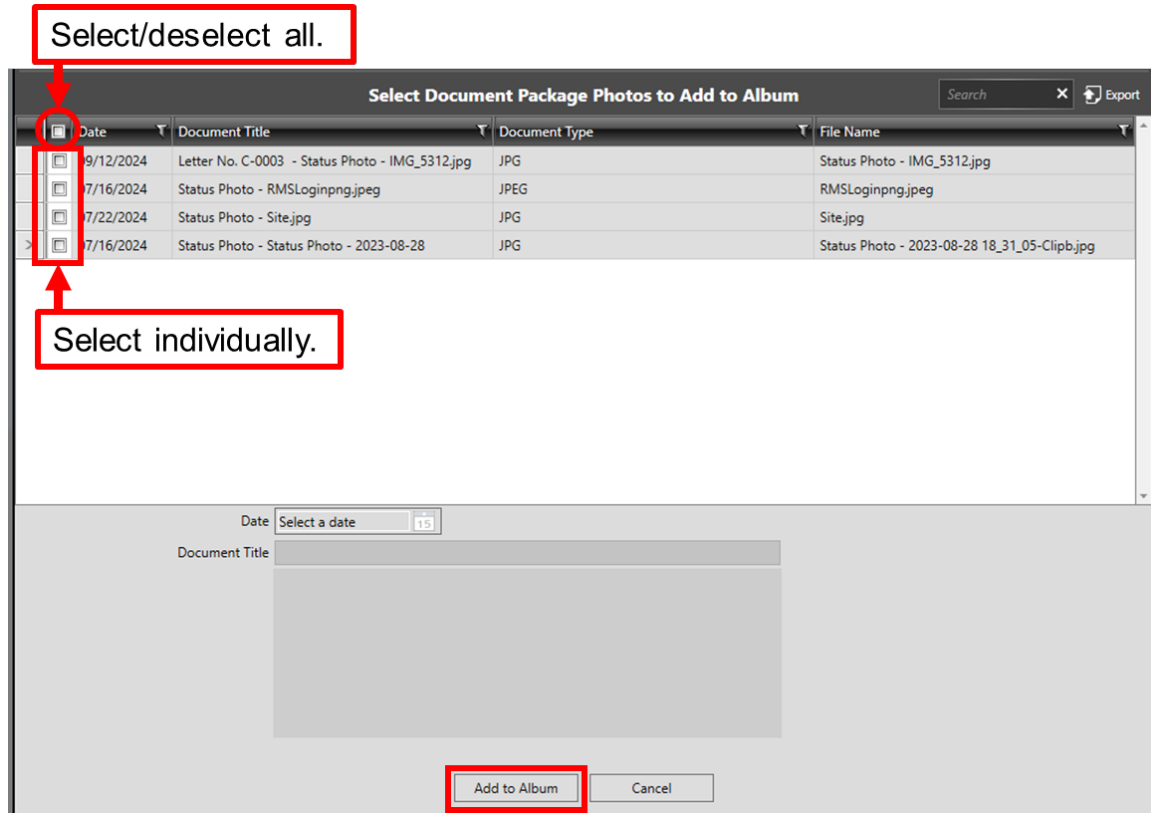 Select/deselect all.
Select Document Package Photos to Add to Album
Search
Export
Date Document Title Document Type File Name
09/12/2024 Letter No. C-0003 - Status Photo - IMG_5312.jpg JPG Status Photo - IMG_5312.jpg
07/16/2024 Status Photo - RMSLoginpng.jpeg JPEG RMSLoginpng.jpeg
07/22/2024 Status Photo - Site.jpg JPG Site.jpg
07/16/2024 Status Photo - Status Photo - 2023-08-28 JPG Status Photo - 2023-08-28 18_31_05-Clipb.jpg
Select individually.
Date Select a date 15
Document Title
Add to Album Cancel